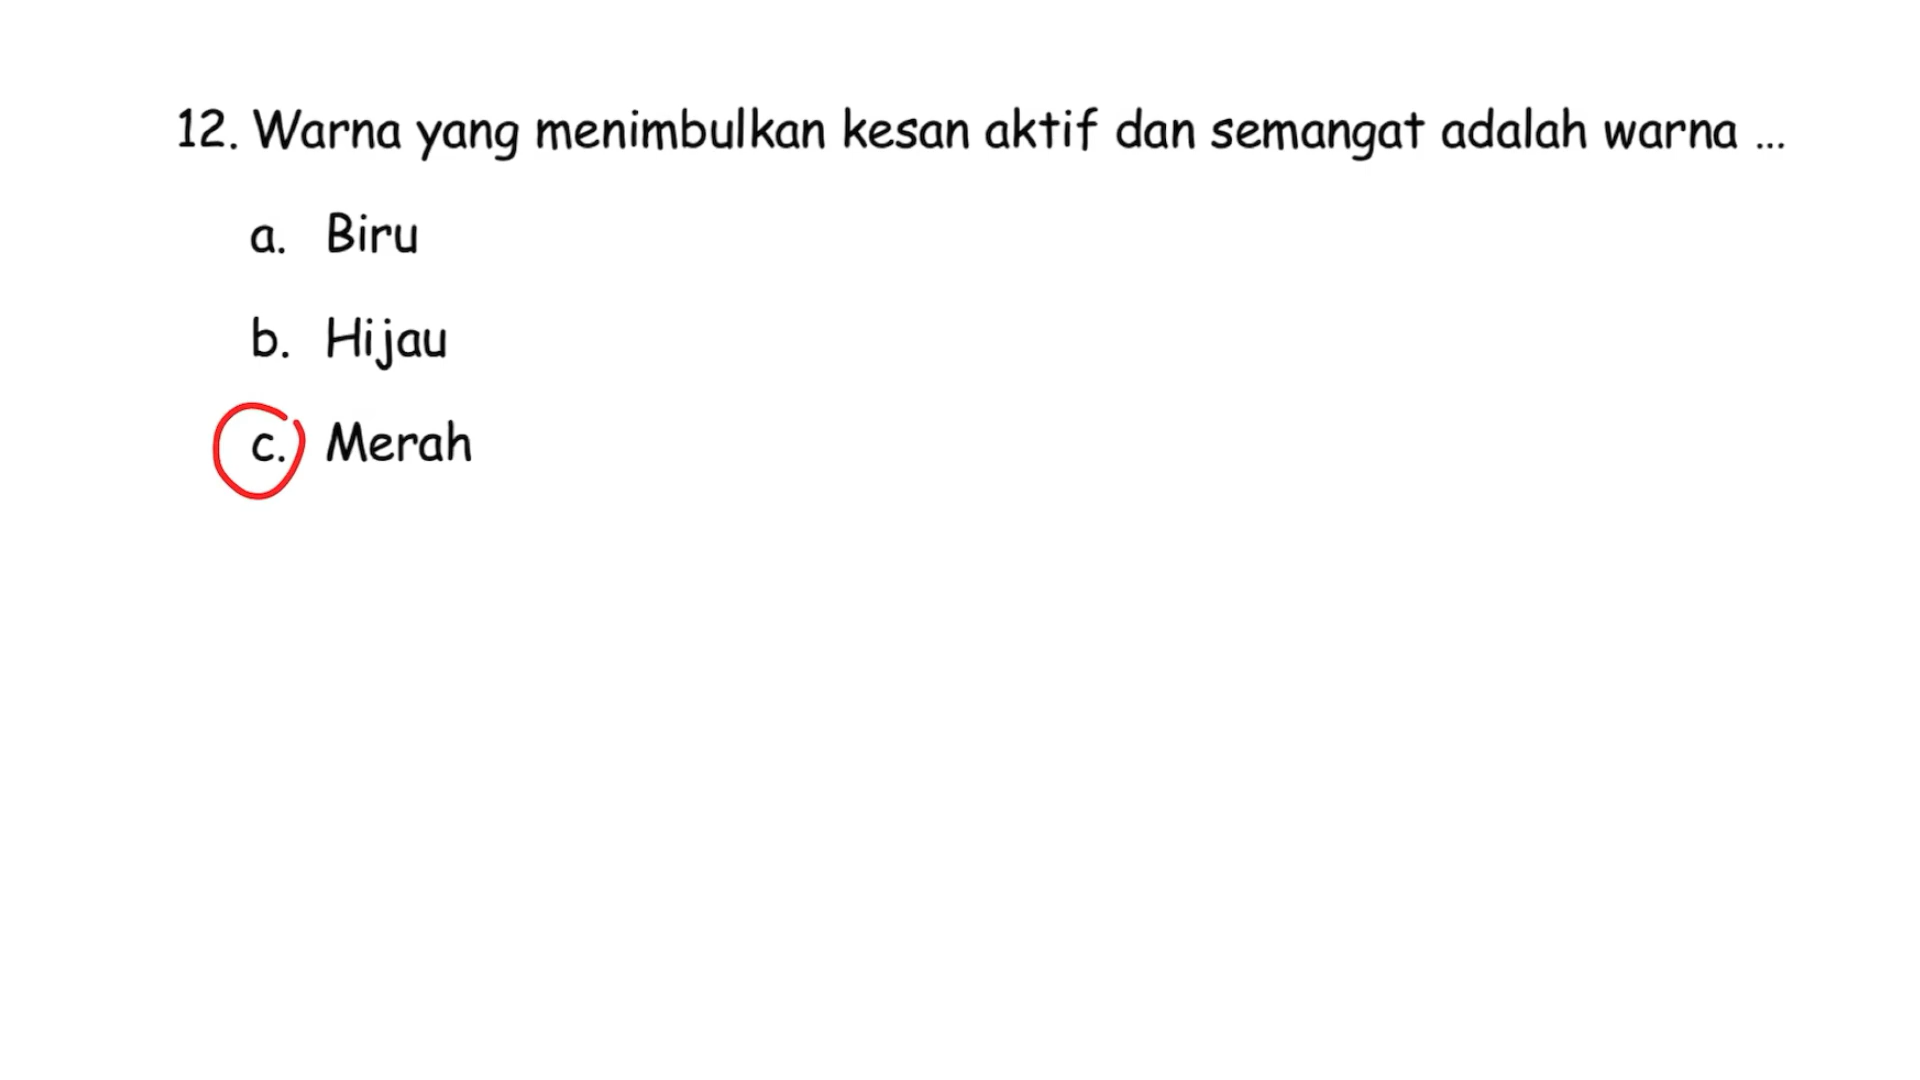 12. Warna yang menimbulkan kesan aktif dan semangat adalah warna ...
a. Biru
b. Hijau
c. Merah